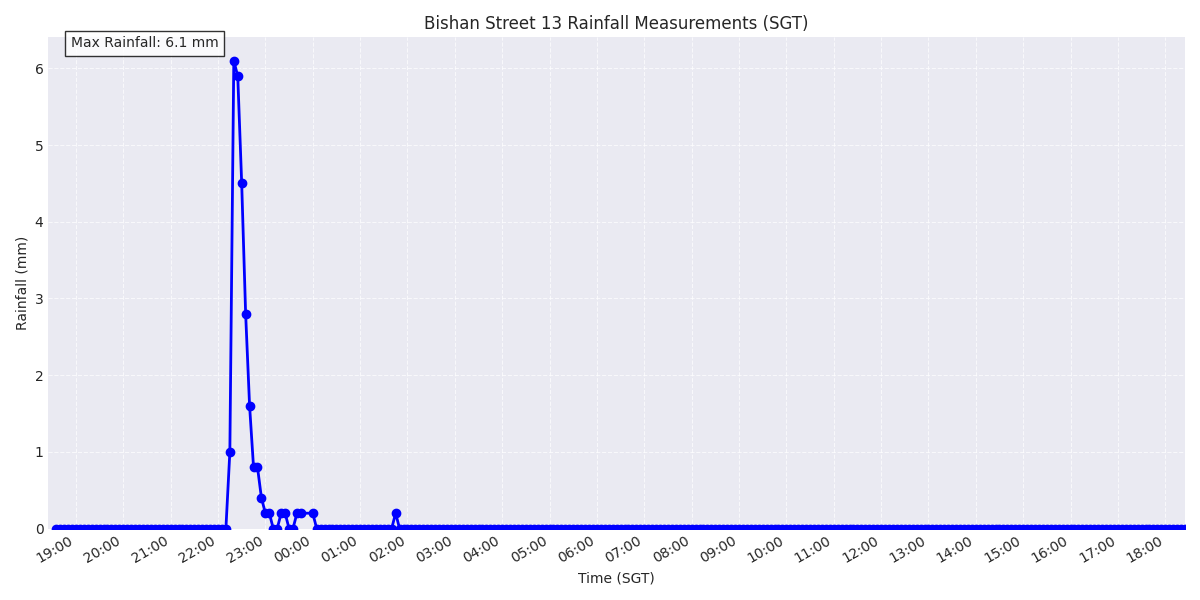 Bishan Street 13 Rainfall Measurements (SGT)
Max Rainfall: 6.1 mm
Rainfall (mm)
6
5
4
3
2
1
0
19:00 20:00 21:00 22:00 23:00 00:00 01:00 02:00 03:00 04:00 05:00 06:00 07:00 08:00 09:00 10:00 11:00 12:00 13:00 14:00 15:00 16:00 17:00 18:00
Time (SGT)